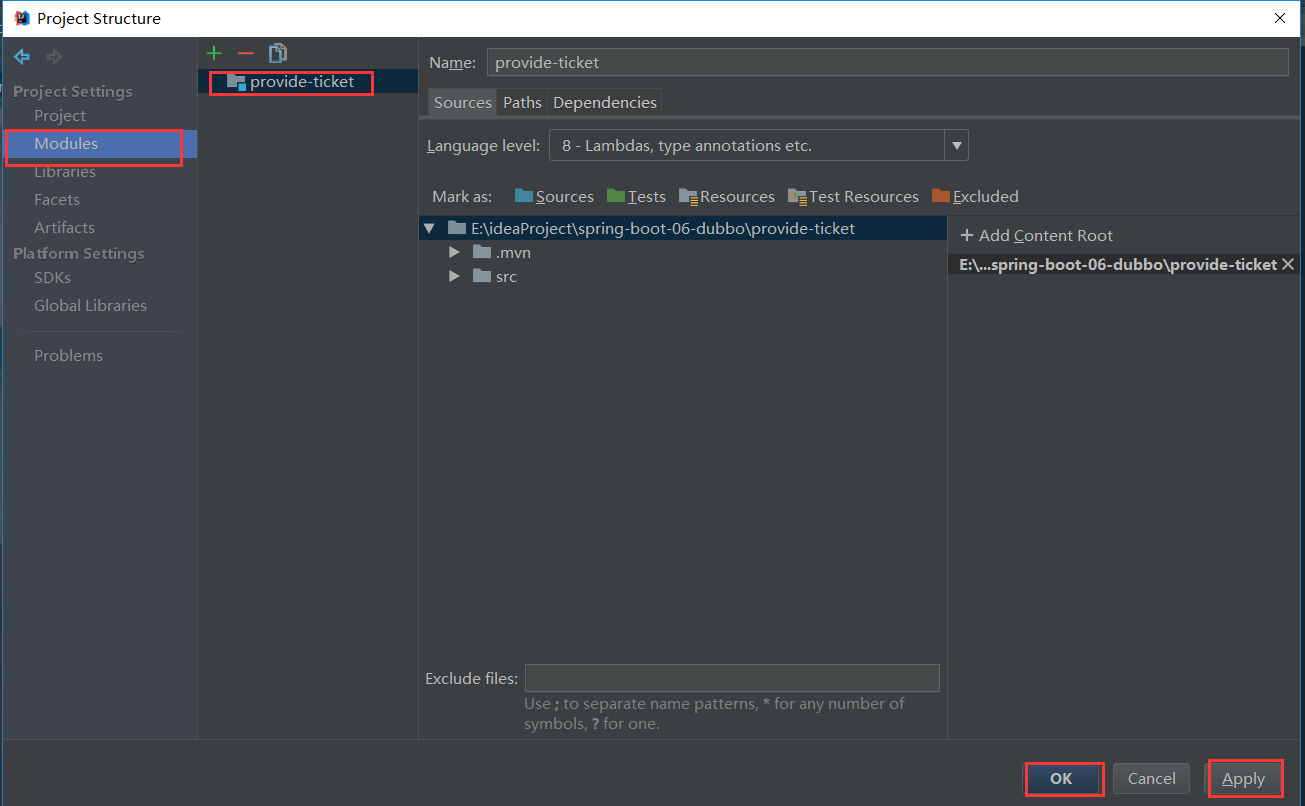 Project Structure
Project Settings
Project
Modules
Libraries
Facets
Artifacts
Platform Settings
SDKs
Global Libraries
Problems
provide-ticket
Name: provide-ticket
Sources Paths Dependencies
Language level: 8 - Lambdas, type annotations etc.
Mark as: Sources Tests Resources Test Resources Excluded
E:\ideaProject\spring-boot-06-dubbo\provide-ticket
.mvn
src
+ Add Content Root
E:\...spring-boot-06-dubbo\provide-ticket
Exclude files:
Use ; to separate name patterns, * for any number of
symbols, ? for one.
OK Cancel Apply